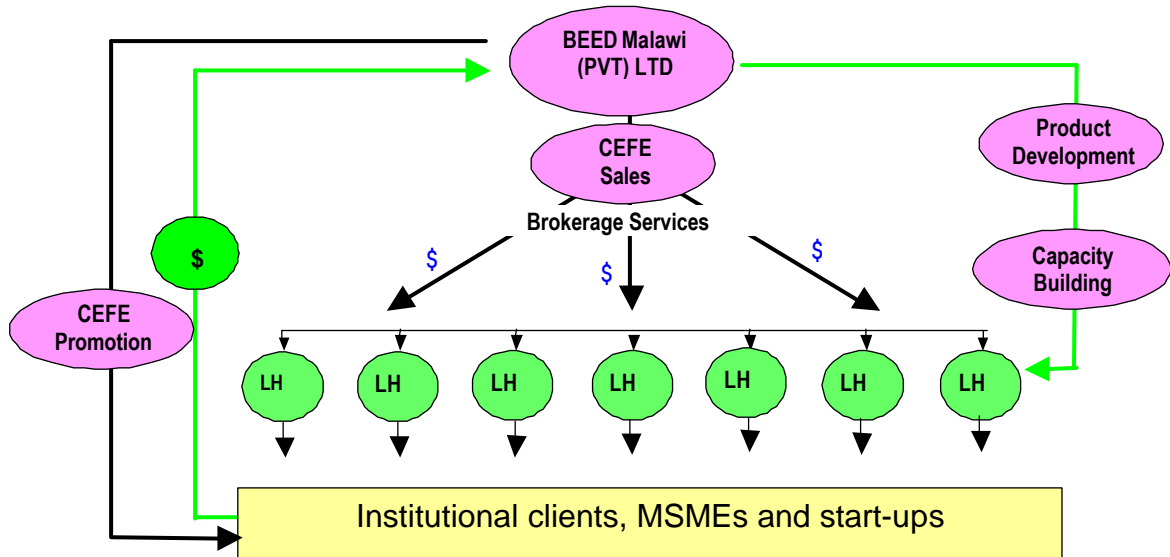 BEED Malawi
(PVT) LTD
CEFE
Sales
Brokerage Services
Product
Development
Capacity
Building
$
$
$
$
CEFE
Promotion
LH
LH
LH
LH
LH
LH
LH
Institutional clients, MSMEs and start-ups